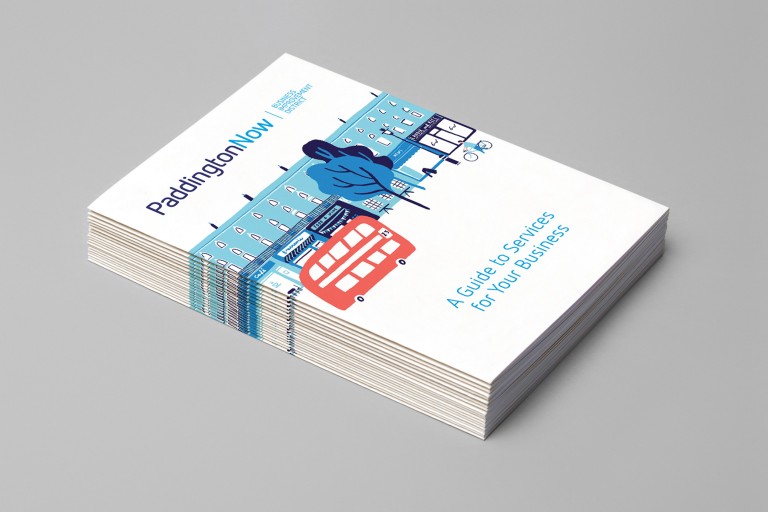 PaddingtonNow
BUSINESS
IMPROVEMENT
DISTRICT
A Guide to Services
for Your Business